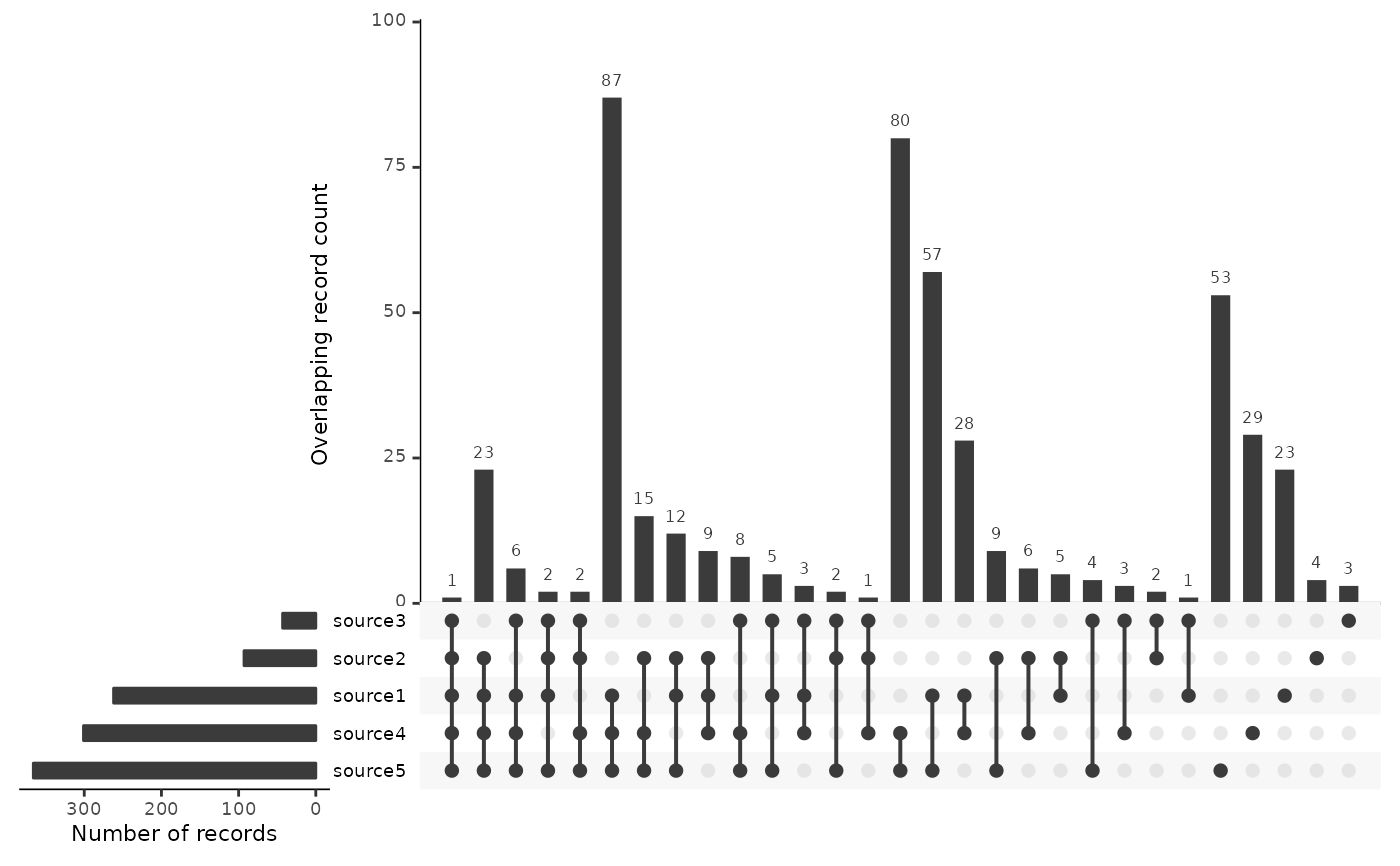 100
75
50
25
0
Overlapping record count
1 23 6 2 2 87 15 12 9 8 5 3 2 1 80 57 28 9 6 5 4 3 2 1 53 29 23 4 3
source3
source2
source1
source4
source5
300 200 100 0
Number of records